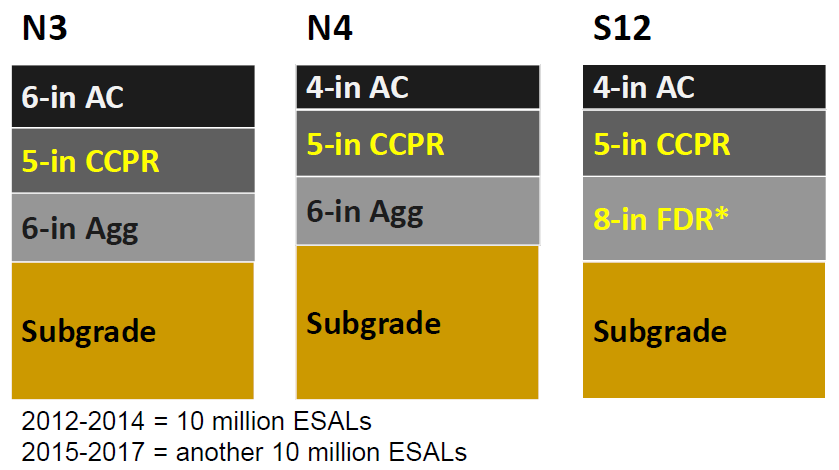 N3
6-in AC
5-in CCPR
6-in Agg
Subgrade
N4
4-in AC
5-in CCPR
6-in Agg
Subgrade
S12
4-in AC
5-in CCPR
8-in FDR*
Subgrade
2012-2014 = 10 million ESALs
2015-2017 = another 10 million ESALs